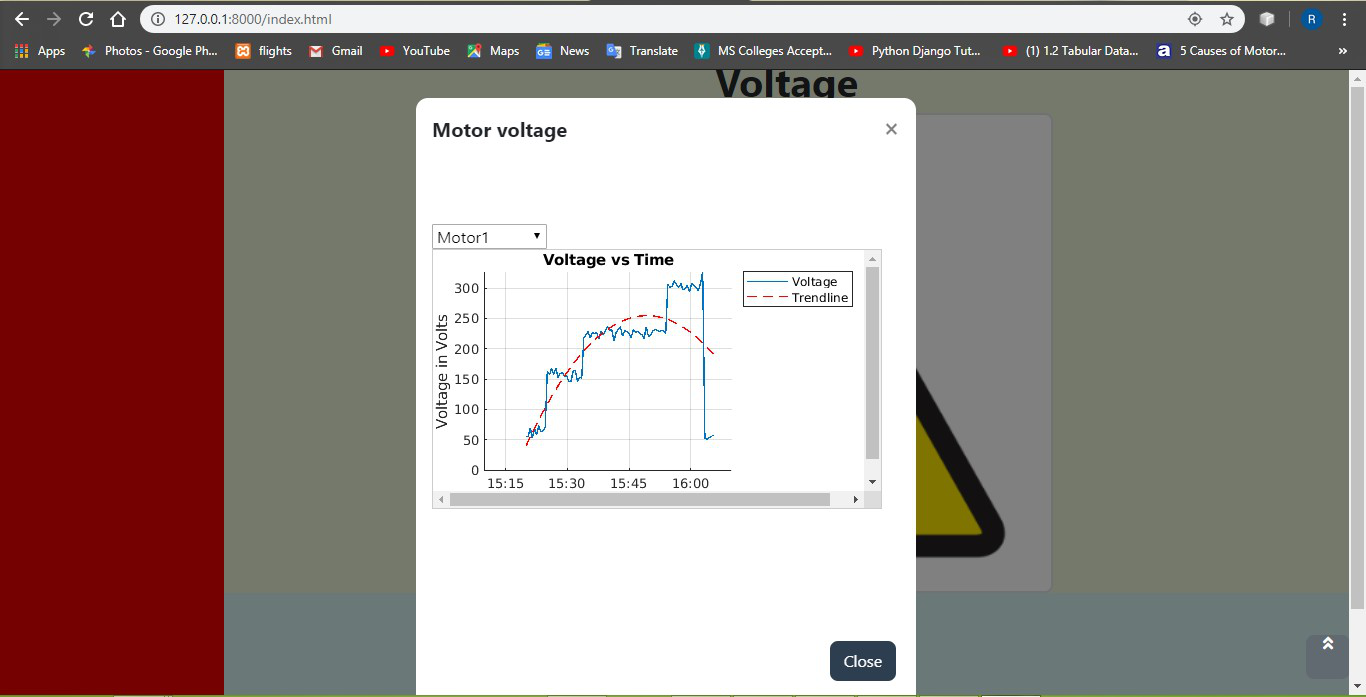 127.0.0.1:8000/index.html
R
Apps Photos - Google Ph... flights Gmail YouTube Maps News Translate MS Colleges Accept... Python Django Tut... (1) 1.2 Tabular Data... a 5 Causes of Motor... »
Voltage
Motor voltage ×
Motor1
Voltage vs Time
Voltage
Trendline
Voltage in Volts
300
250
200
150
100
50
0
15:15 15:30 15:45 16:00
Close